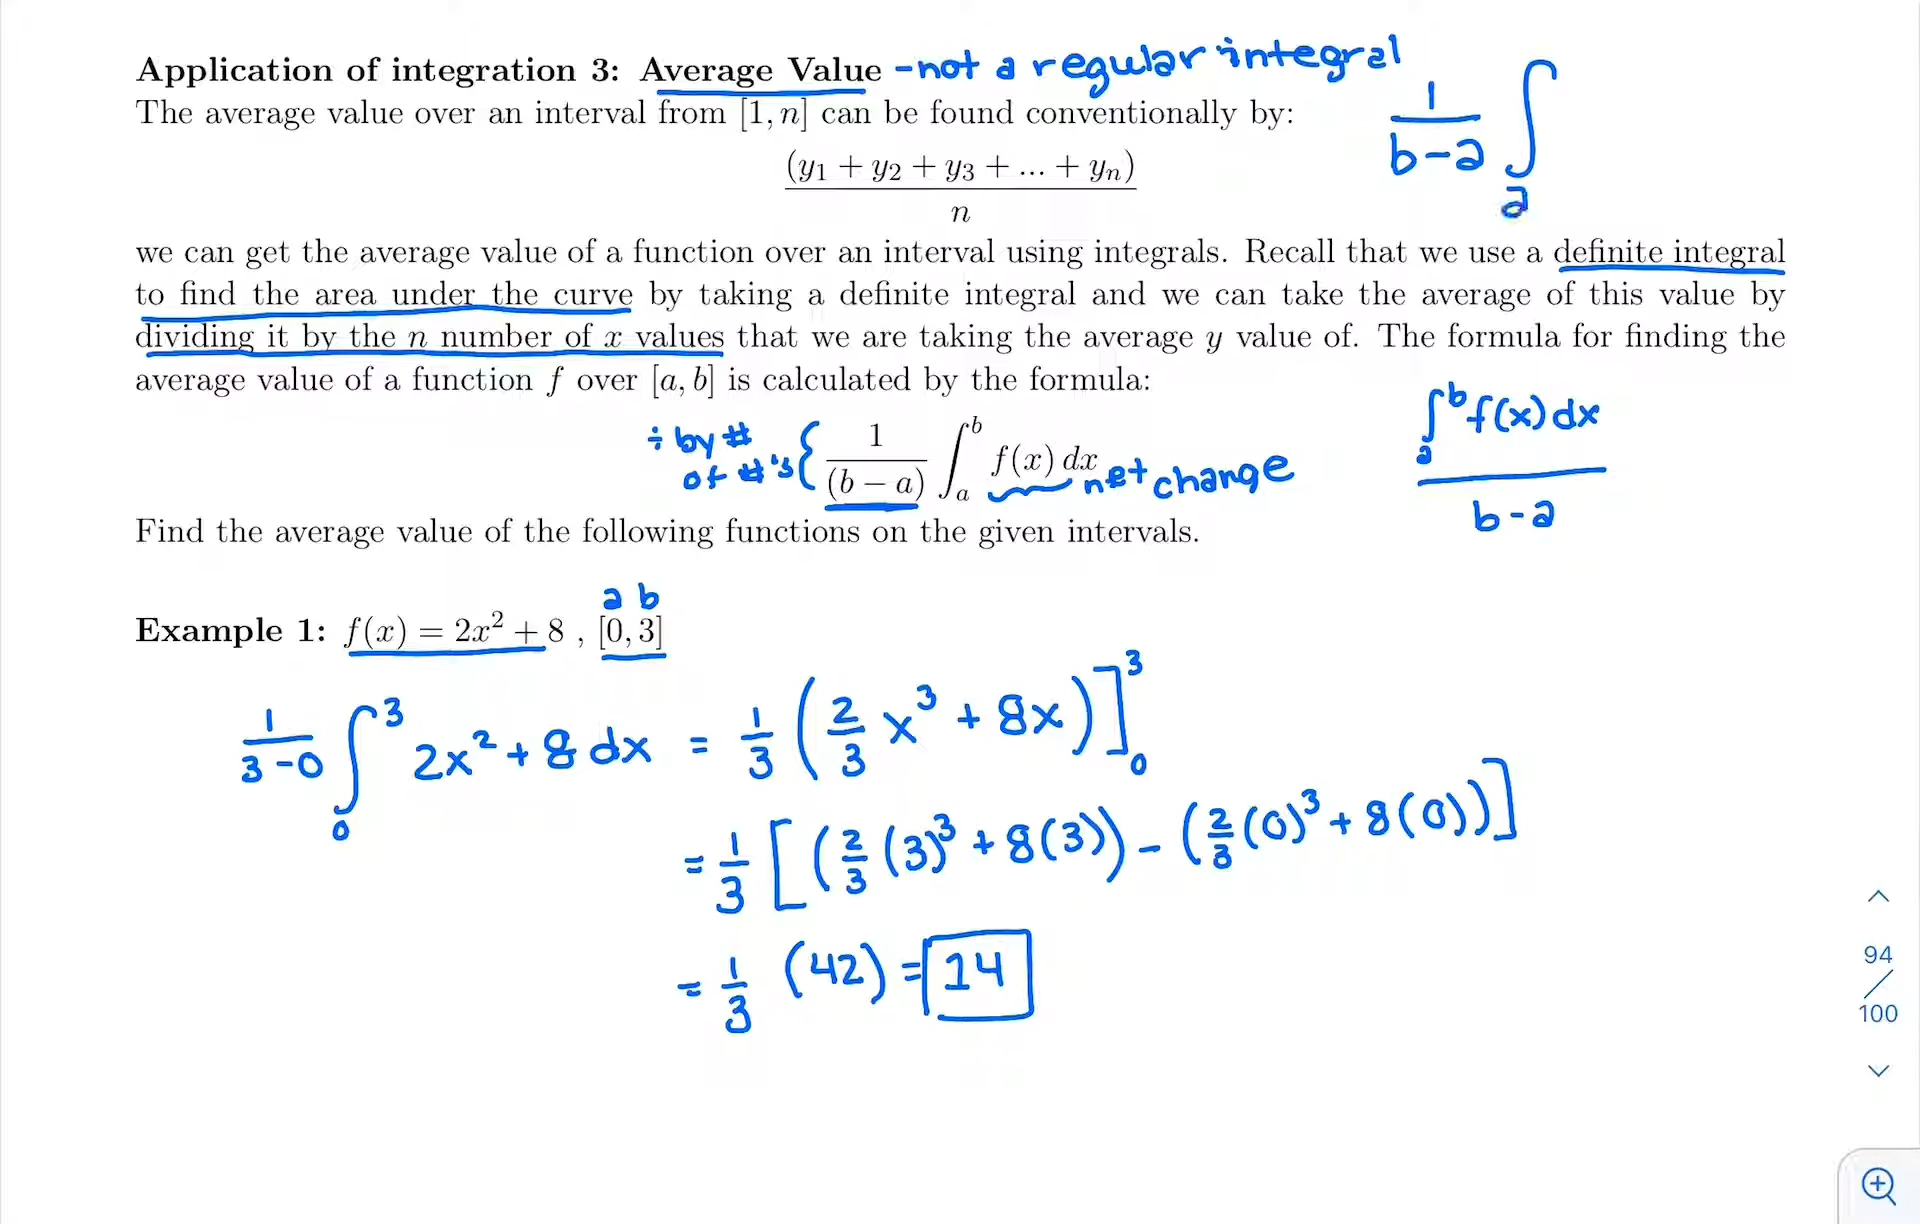 Application of integration 3: Average Value -not a regular integral
The average value over an interval from [1, n] can be found conventionally by:
1/(b-a) ∫_a
(y₁ + y₂ + y₃ + ... + yₙ)
n
we can get the average value of a function over an interval using integrals. Recall that we use a definite integral
to find the area under the curve by taking a definite integral and we can take the average of this value by
dividing it by the n number of x values that we are taking the average y value of. The formula for finding the
average value of a function f over [a, b] is calculated by the formula:
÷ by # of #'s { 1/(b − a) ∫_a^b f(x) dx net change
∫_a^b f(x) dx
b-a
Find the average value of the following functions on the given intervals.
a b
Example 1: f(x) = 2x² + 8 , [0, 3]
1/(3-0) ∫_0^3 2x² + 8 dx = 1/3 (2/3 x³ + 8x)]_0^3
= 1/3 [(2/3 (3)³ + 8(3)) - (2/3 (0)³ + 8(0))]
= 1/3 (42) = 14
94
/
100